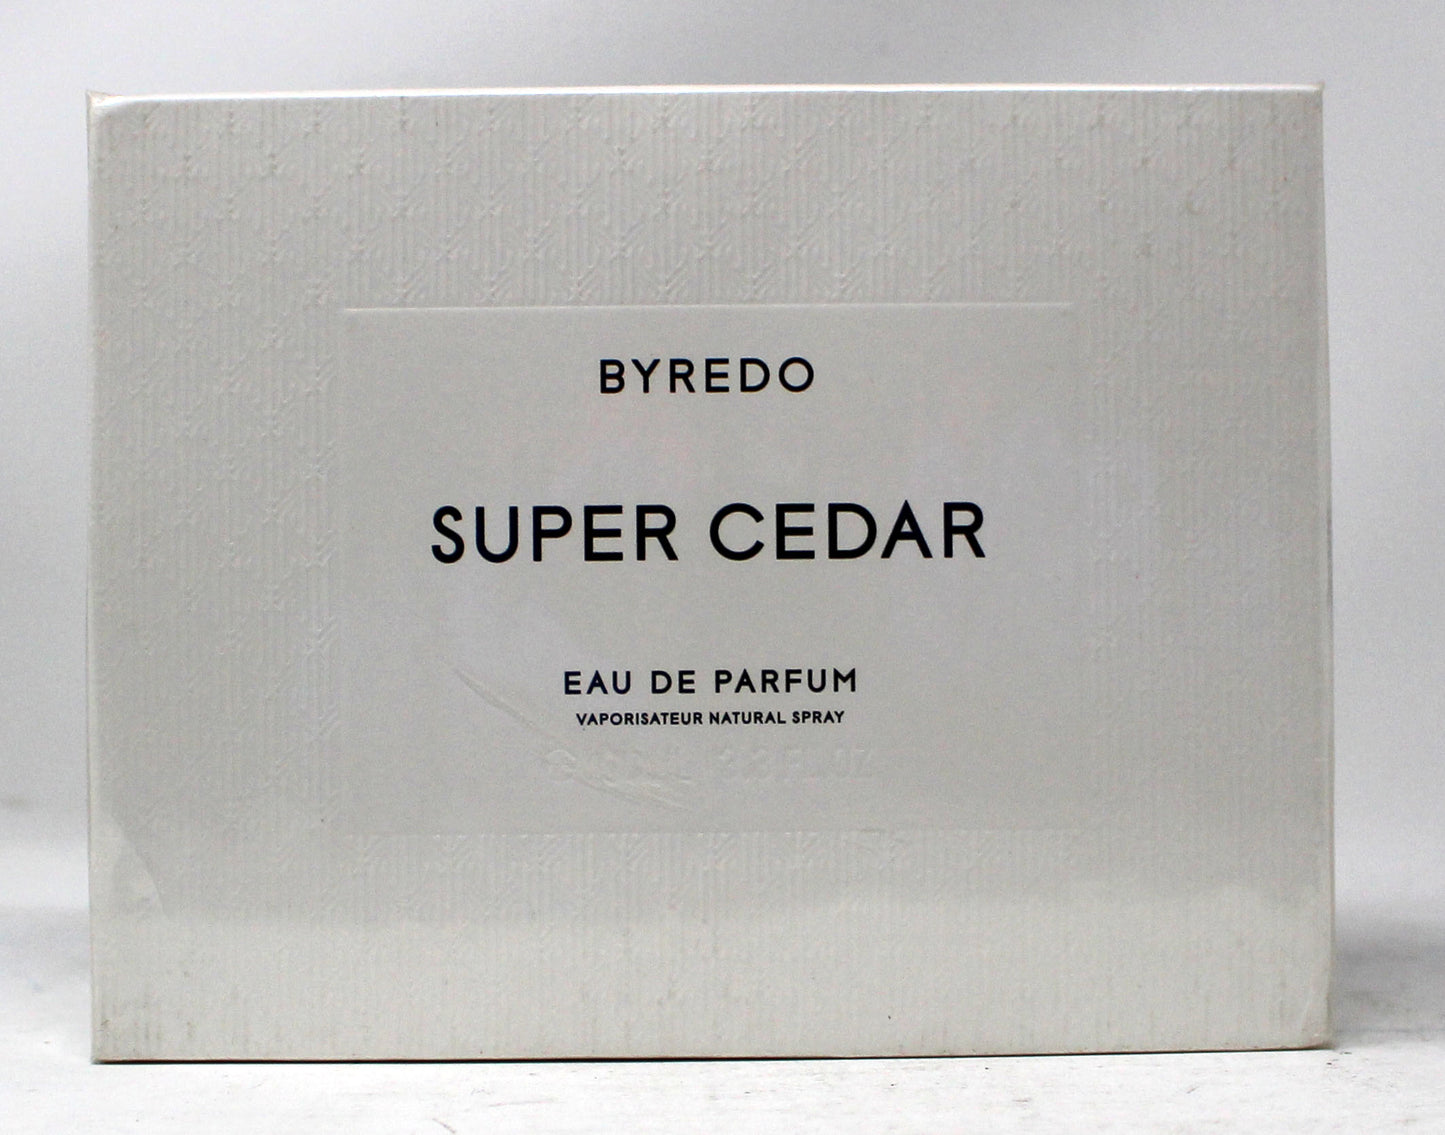 BYREDO
SUPER CEDAR
EAU DE PARFUM
VAPORISATEUR NATURAL SPRAY